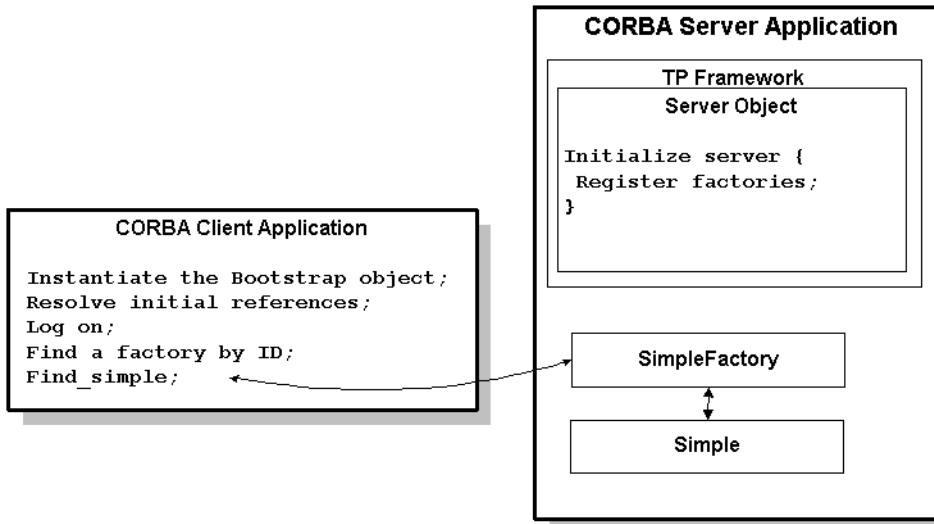 CORBA Server Application
TP Framework
Server Object
Initialize server {
Register factories;
}
CORBA Client Application
Instantiate the Bootstrap object;
Resolve initial references;
Log on;
Find a factory by ID;
Find_simple;
SimpleFactory
Simple